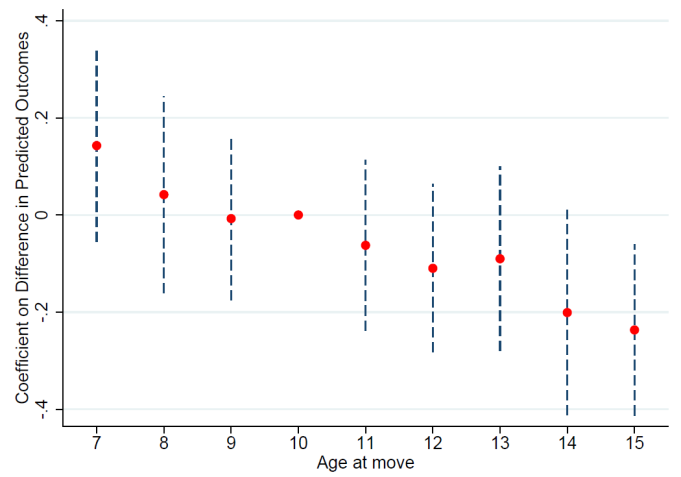 Coefficient on Difference in Predicted Outcomes
.4
.2
0
-.2
-.4
7 8 9 10 11 12 13 14 15
Age at move